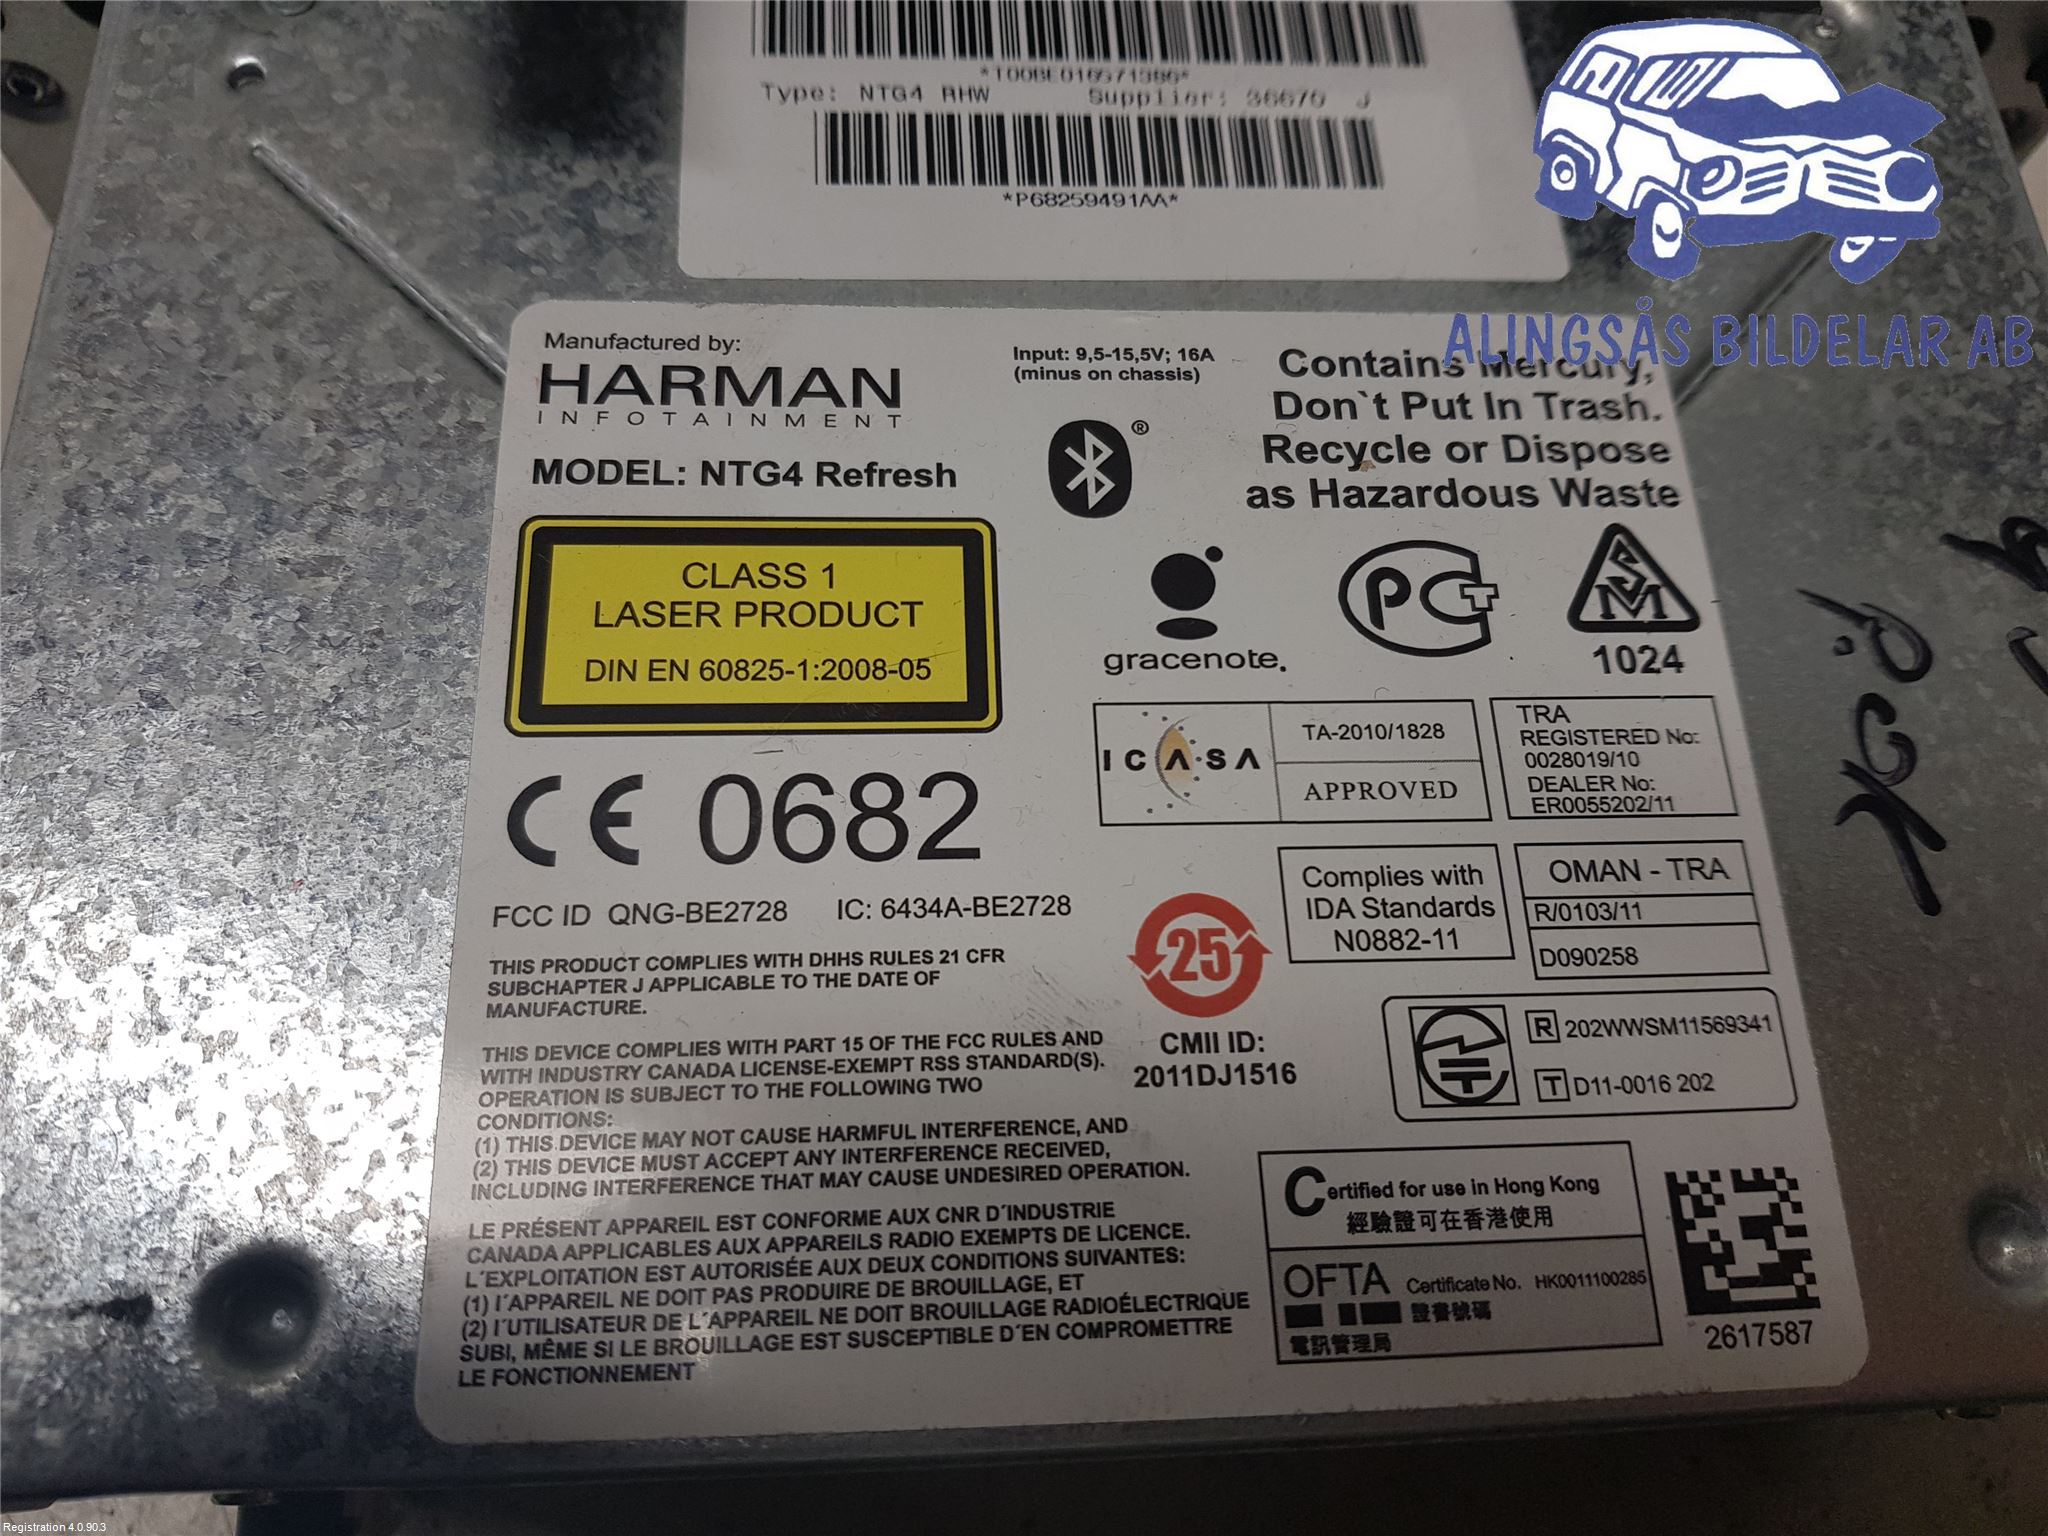 *T00BE016571386*
Type: NTG4 RHW Supplier: 36670 J
*P68259491AA*
ALINGSÅS BILDELAR AB
Manufactured by:
HARMAN
INFOTAINMENT
MODEL: NTG4 Refresh
Input: 9,5-15,5V; 16A
(minus on chassis)
Contains Mercury,
Don`t Put In Trash.
Recycle or Dispose
as Hazardous Waste
CLASS 1
LASER PRODUCT
DIN EN 60825-1:2008-05
gracenote.
PCT
SM
1024
ICASA
TA-2010/1828
APPROVED
TRA
REGISTERED No:
0028019/10
DEALER No:
ER0055202/11
CE 0682
FCC ID QNG-BE2728 IC: 6434A-BE2728
Complies with
IDA Standards
N0882-11
OMAN - TRA
R/0103/11
D090258
25
CMII ID:
2011DJ1516
R 202WWSM11569341
T D11-0016 202
THIS PRODUCT COMPLIES WITH DHHS RULES 21 CFR
SUBCHAPTER J APPLICABLE TO THE DATE OF
MANUFACTURE.
THIS DEVICE COMPLIES WITH PART 15 OF THE FCC RULES AND
WITH INDUSTRY CANADA LICENSE-EXEMPT RSS STANDARD(S).
OPERATION IS SUBJECT TO THE FOLLOWING TWO
CONDITIONS:
(1) THIS DEVICE MAY NOT CAUSE HARMFUL INTERFERENCE, AND
(2) THIS DEVICE MUST ACCEPT ANY INTERFERENCE RECEIVED,
INCLUDING INTERFERENCE THAT MAY CAUSE UNDESIRED OPERATION.
LE PRÉSENT APPAREIL EST CONFORME AUX CNR D´INDUSTRIE
CANADA APPLICABLES AUX APPAREILS RADIO EXEMPTS DE LICENCE.
L´EXPLOITATION EST AUTORISÉE AUX DEUX CONDITIONS SUIVANTES:
(1) l´APPAREIL NE DOIT PAS PRODUIRE DE BROUILLAGE, ET
(2) l´UTILISATEUR DE L´APPAREIL NE DOIT BROUILLAGE RADIOÉLECTRIQUE
SUBI, MÊME SI LE BROUILLAGE EST SUSCEPTIBLE D´EN COMPROMETTRE
LE FONCTIONNEMENT
Certified for use in Hong Kong
經驗證可在香港使用
OFTA Certificate No. HK0011100285
證書號碼
電訊管理局
2617587
Registration 4.0.90.3